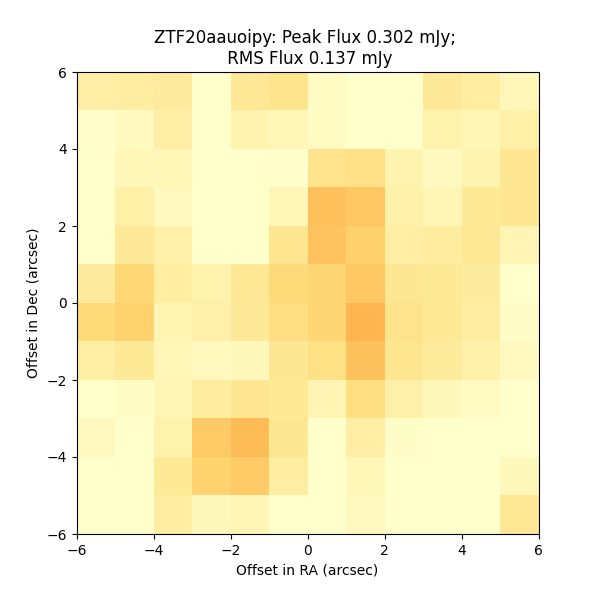 ZTF20aauoipy: Peak Flux 0.302 mJy;
RMS Flux 0.137 mJy
6
4
2
0
−2
−4
−6
Offset in Dec (arcsec)
−6 −4 −2 0 2 4 6
Offset in RA (arcsec)